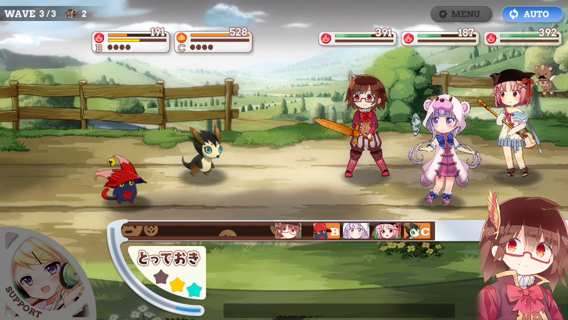 WAVE 3/3 2
MENU
AUTO
191
528
391
187
392
B
C
B
C
とっておき
SUPPORT